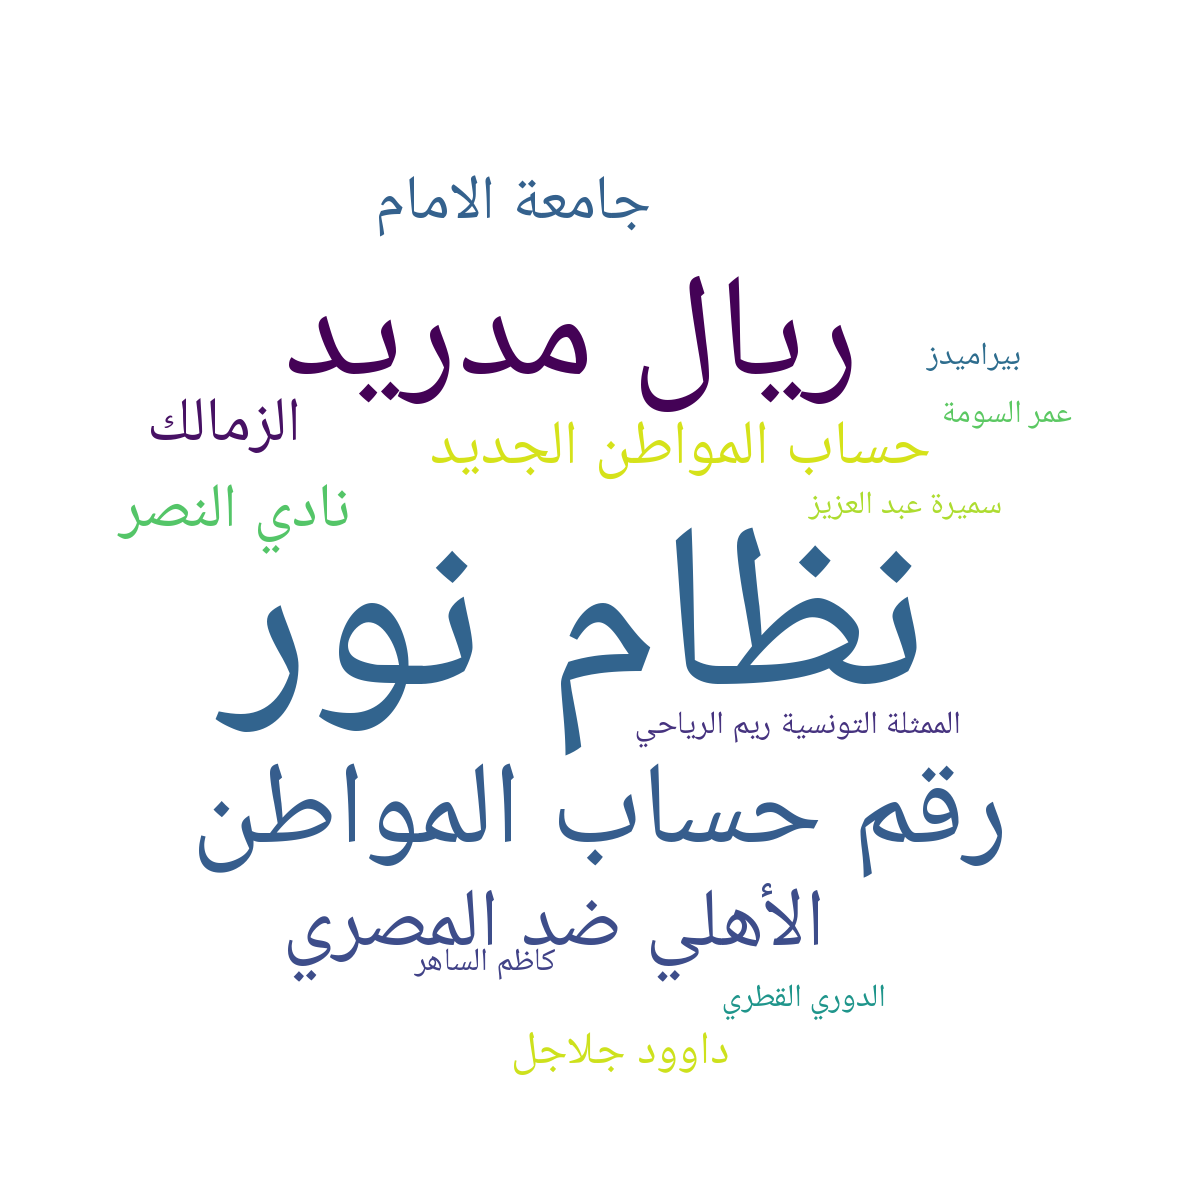 جامعة الامام
ريال مدريد
بيراميدز
الزمالك
عمر السومة
حساب المواطن الجديد
نادي النصر
سميرة عبد العزيز
نظام نور
الممثلة التونسية ريم الرياحي
رقم حساب المواطن
الأهلي ضد المصري
كاظم الساهر
الدوري القطري
داوود جلاجل